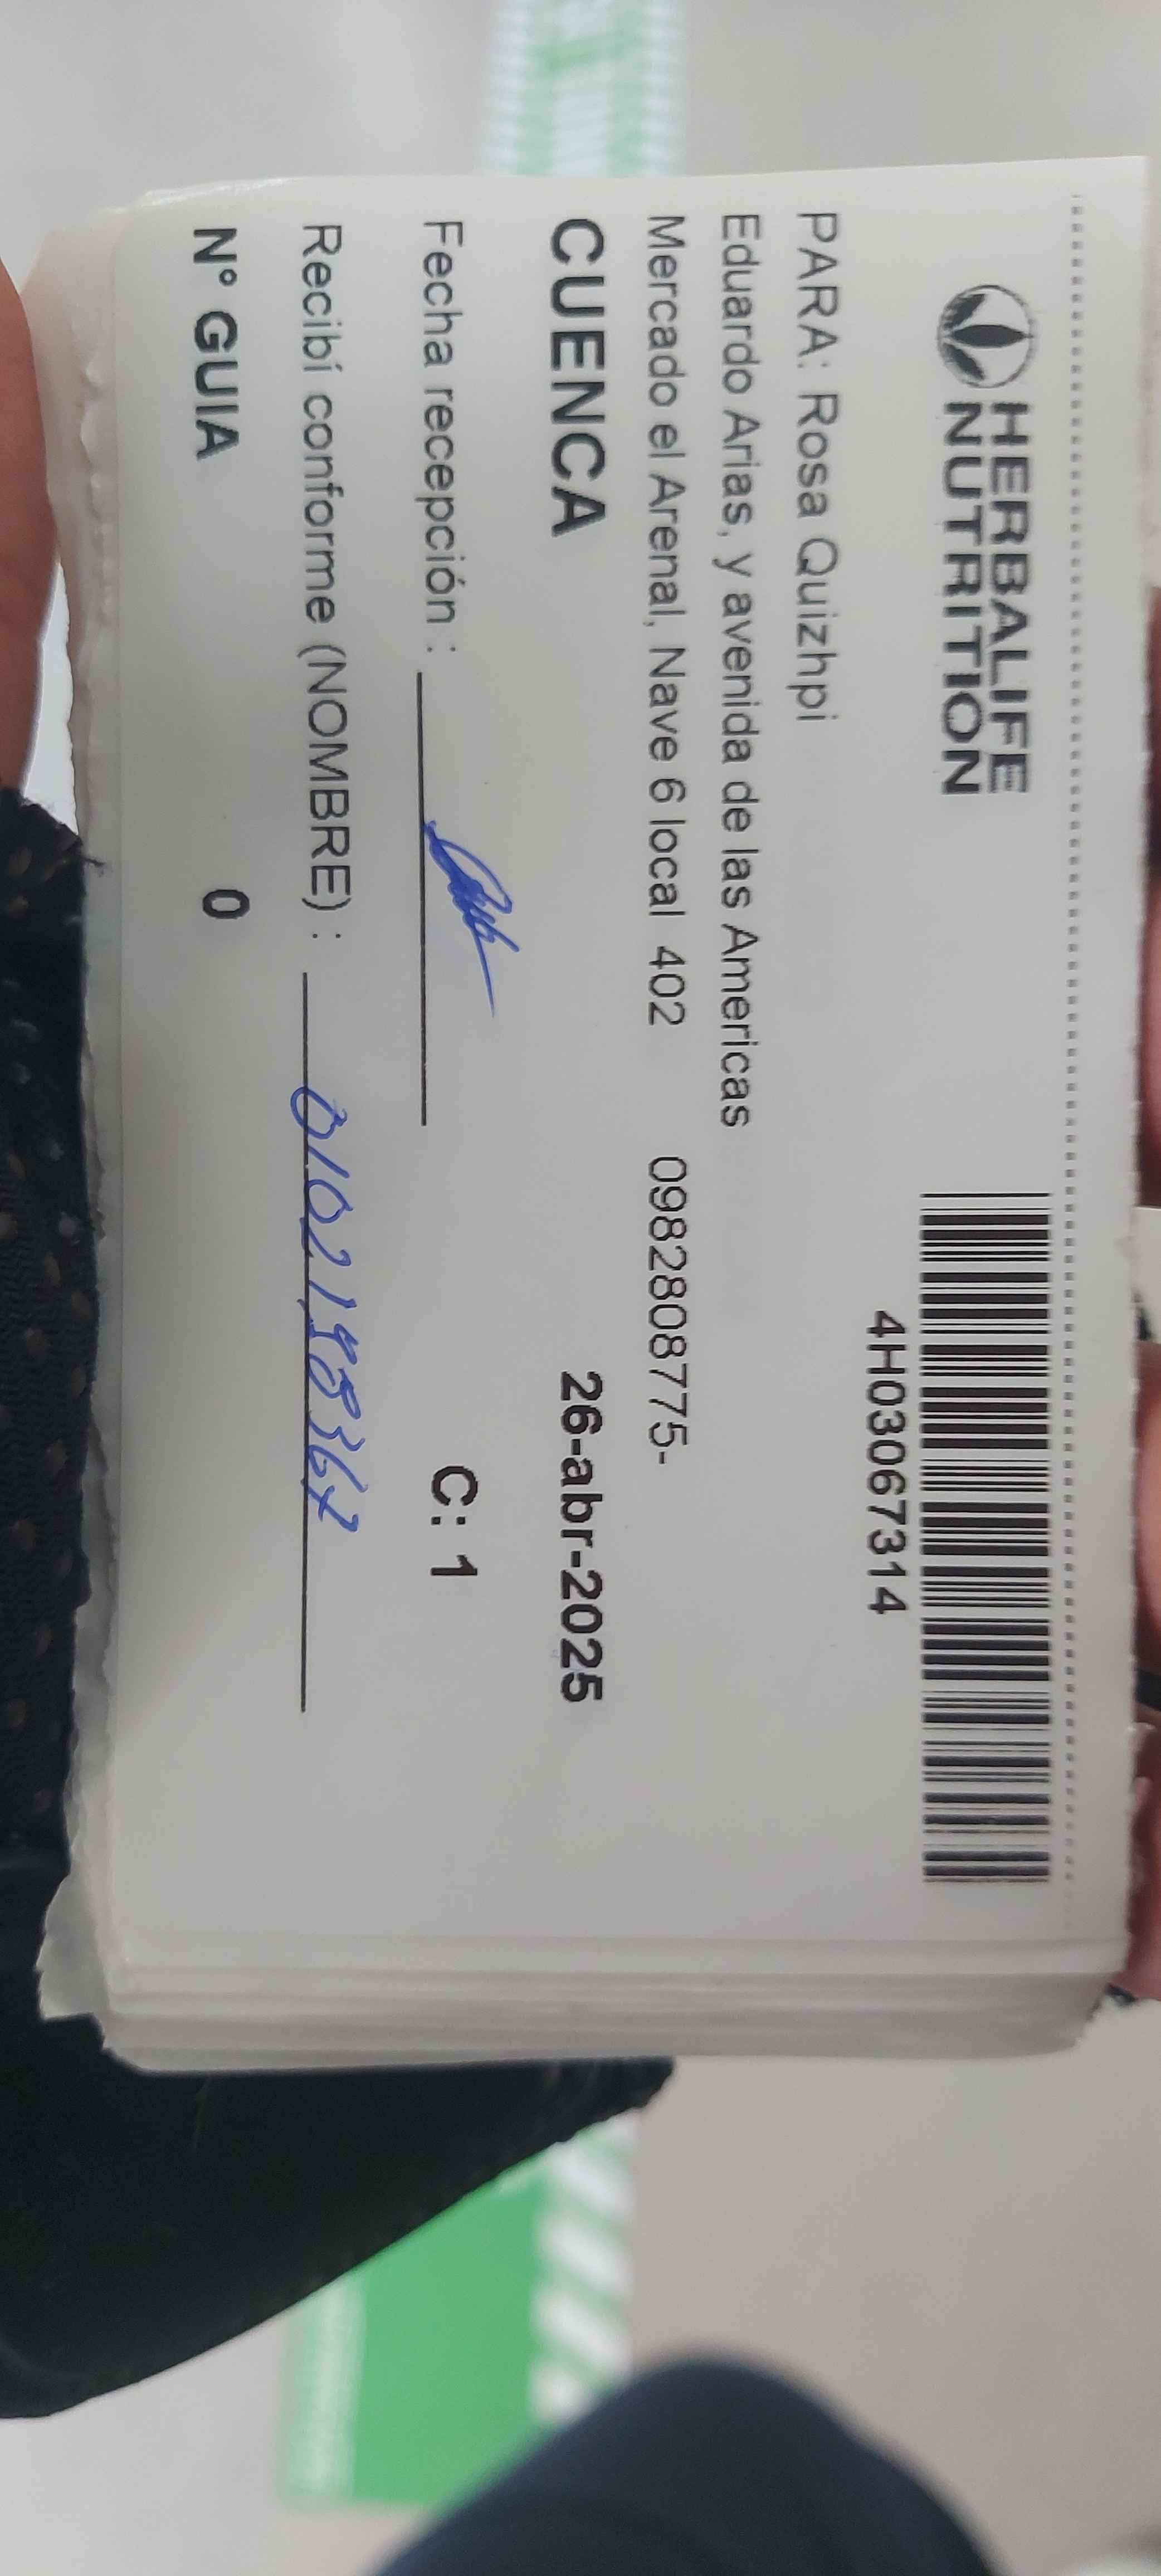 HERBALIFE
NUTRITION
4H03067314
PARA: Rosa Quizhpi
Eduardo Arias, y avenida de las Americas
Mercado el Arenal, Nave 6 local 402 0982808775-
CUENCA 26-abr-2025
Fecha recepción : C: 1
Recibí conforme (NOMBRE) : 0102198367
N° GUIA 0